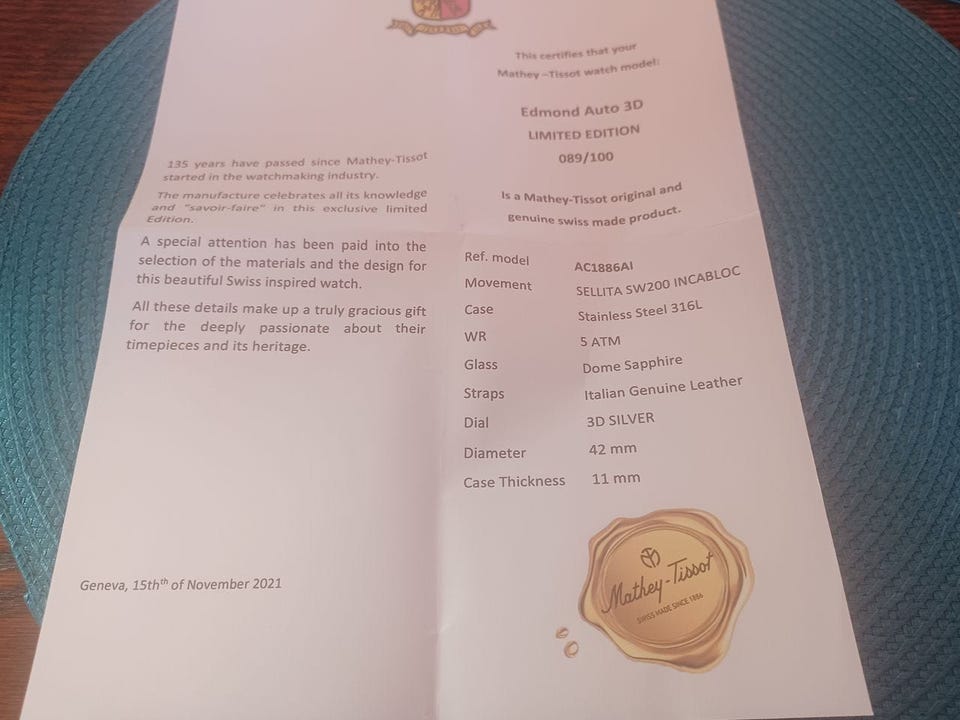 135 years have passed since Mathey-Tissot
started in the watchmaking industry.
The manufacture celebrates all its knowledge
and "savoir-faire" in this exclusive limited
Edition.
A special attention has been paid into the
selection of the materials and the design for
this beautiful Swiss inspired watch.
All these details make up a truly gracious gift
for the deeply passionate about their
timepieces and its heritage.
Geneva, 15thth of November 2021
This certifies that your
Mathey –Tissot watch model:
Edmond Auto 3D
LIMITED EDITION
089/100
Is a Mathey-Tissot original and
genuine swiss made product.
Ref. model AC1886AI
Movement SELLITA SW200 INCABLOC
Case Stainless Steel 316L
WR 5 ATM
Glass Dome Sapphire
Straps Italian Genuine Leather
Dial 3D SILVER
Diameter 42 mm
Case Thickness 11 mm
Mathey-Tissot
SWISS MADE SINCE 1886